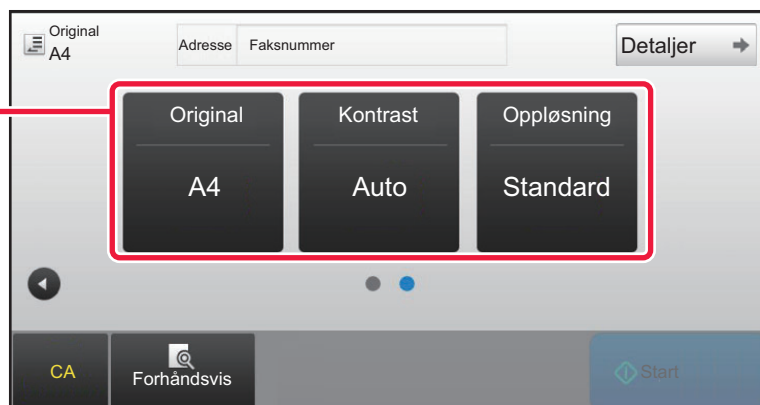 Original
A4
Adresse
Faksnummer
Detaljer
Original
Kontrast
Oppløsning
A4
Auto
Standard
CA
Forhåndsvis
Start